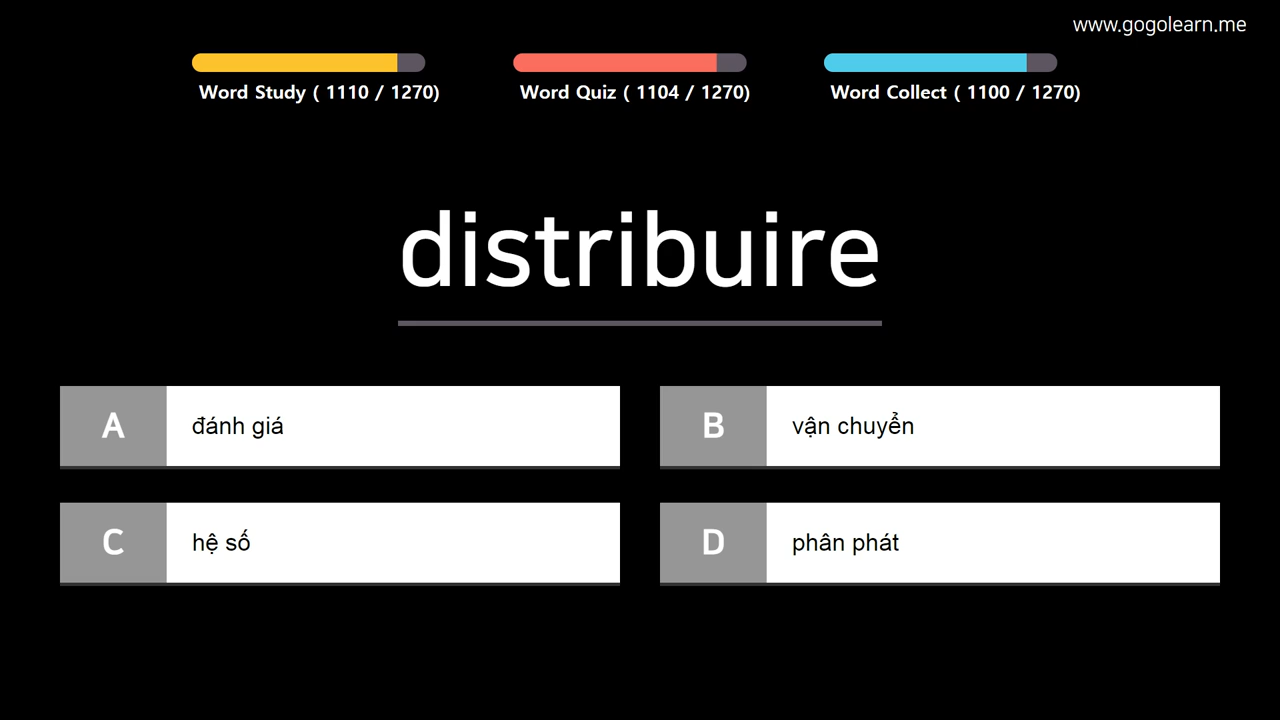 www.gogolearn.me
Word Study ( 1110 / 1270)
Word Quiz ( 1104 / 1270)
Word Collect ( 1100 / 1270)
distribuire
A đánh giá
B vận chuyển
C hệ số
D phân phát